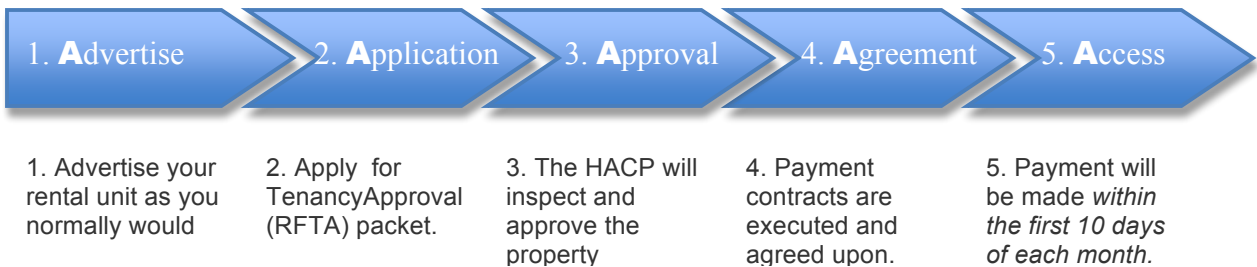 1. Advertise
2. Application
3. Approval
4. Agreement
5. Access
1. Advertise your
rental unit as you
normally would
2. Apply for
TenancyApproval
(RFTA) packet.
3. The HACP will
inspect and
approve the
property
4. Payment
contracts are
executed and
agreed upon.
5. Payment will
be made within
the first 10 days
of each month.